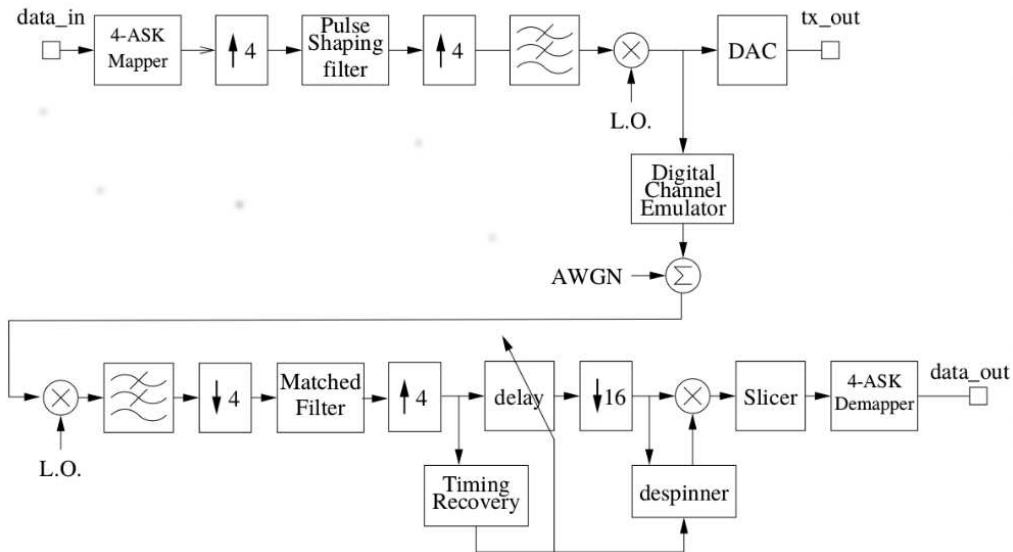 data_in
4-ASK
Mapper
4
Pulse
Shaping
filter
4
L.O.
DAC
tx_out
Digital
Channel
Emulator
AWGN
Σ
L.O.
4
Matched
Filter
4
delay
16
Slicer
4-ASK
Demapper
data_out
Timing
Recovery
despinner